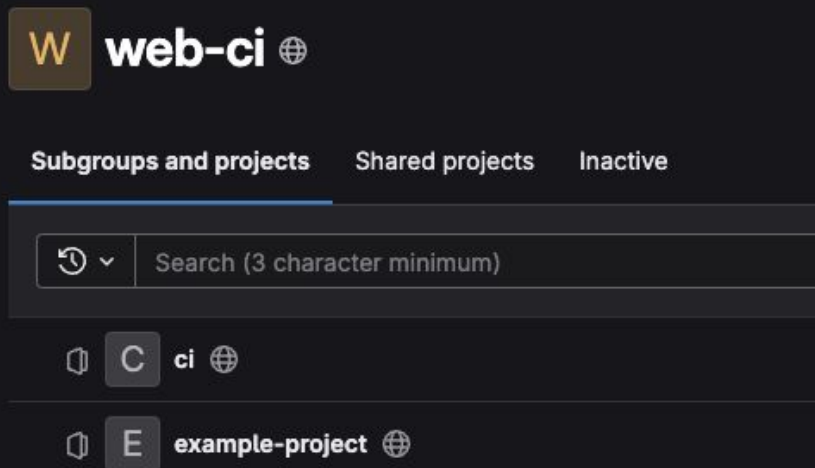 W web-ci
Subgroups and projects Shared projects Inactive
Search (3 character minimum)
C ci
E example-project